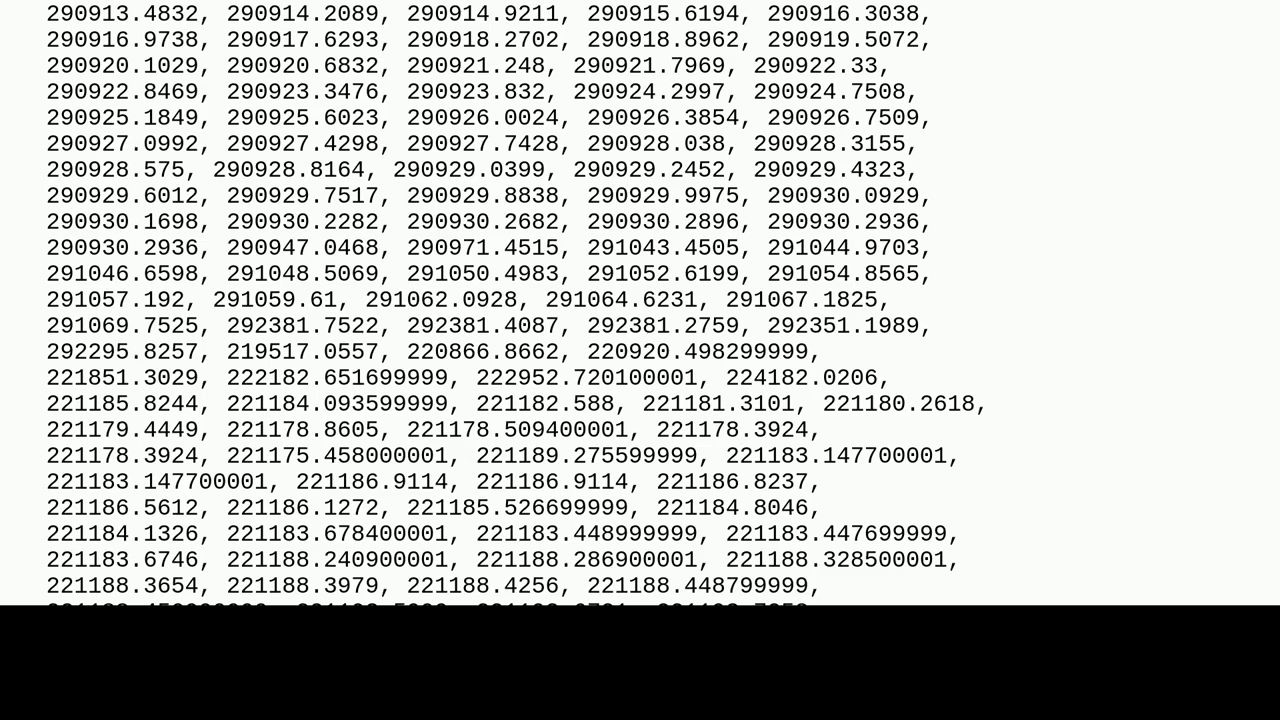 290913.4832, 290914.2089, 290914.9211, 290915.6194, 290916.3038,
290916.9738, 290917.6293, 290918.2702, 290918.8962, 290919.5072,
290920.1029, 290920.6832, 290921.248, 290921.7969, 290922.33,
290922.8469, 290923.3476, 290923.832, 290924.2997, 290924.7508,
290925.1849, 290925.6023, 290926.0024, 290926.3854, 290926.7509,
290927.0992, 290927.4298, 290927.7428, 290928.038, 290928.3155,
290928.575, 290928.8164, 290929.0399, 290929.2452, 290929.4323,
290929.6012, 290929.7517, 290929.8838, 290929.9975, 290930.0929,
290930.1698, 290930.2282, 290930.2682, 290930.2896, 290930.2936,
290930.2936, 290947.0468, 290971.4515, 291043.4505, 291044.9703,
291046.6598, 291048.5069, 291050.4983, 291052.6199, 291054.8565,
291057.192, 291059.61, 291062.0928, 291064.6231, 291067.1825,
291069.7525, 292381.7522, 292381.4087, 292381.2759, 292351.1989,
292295.8257, 219517.0557, 220866.8662, 220920.498299999,
221851.3029, 222182.651699999, 222952.720100001, 224182.0206,
221185.8244, 221184.093599999, 221182.588, 221181.3101, 221180.2618,
221179.4449, 221178.8605, 221178.509400001, 221178.3924,
221178.3924, 221175.458000001, 221189.275599999, 221183.147700001,
221183.147700001, 221186.9114, 221186.9114, 221186.8237,
221186.5612, 221186.1272, 221185.526699999, 221184.8046,
221184.1326, 221183.678400001, 221183.448999999, 221183.447699999,
221183.6746, 221188.240900001, 221188.286900001, 221188.328500001,
221188.3654, 221188.3979, 221188.4256, 221188.448799999,